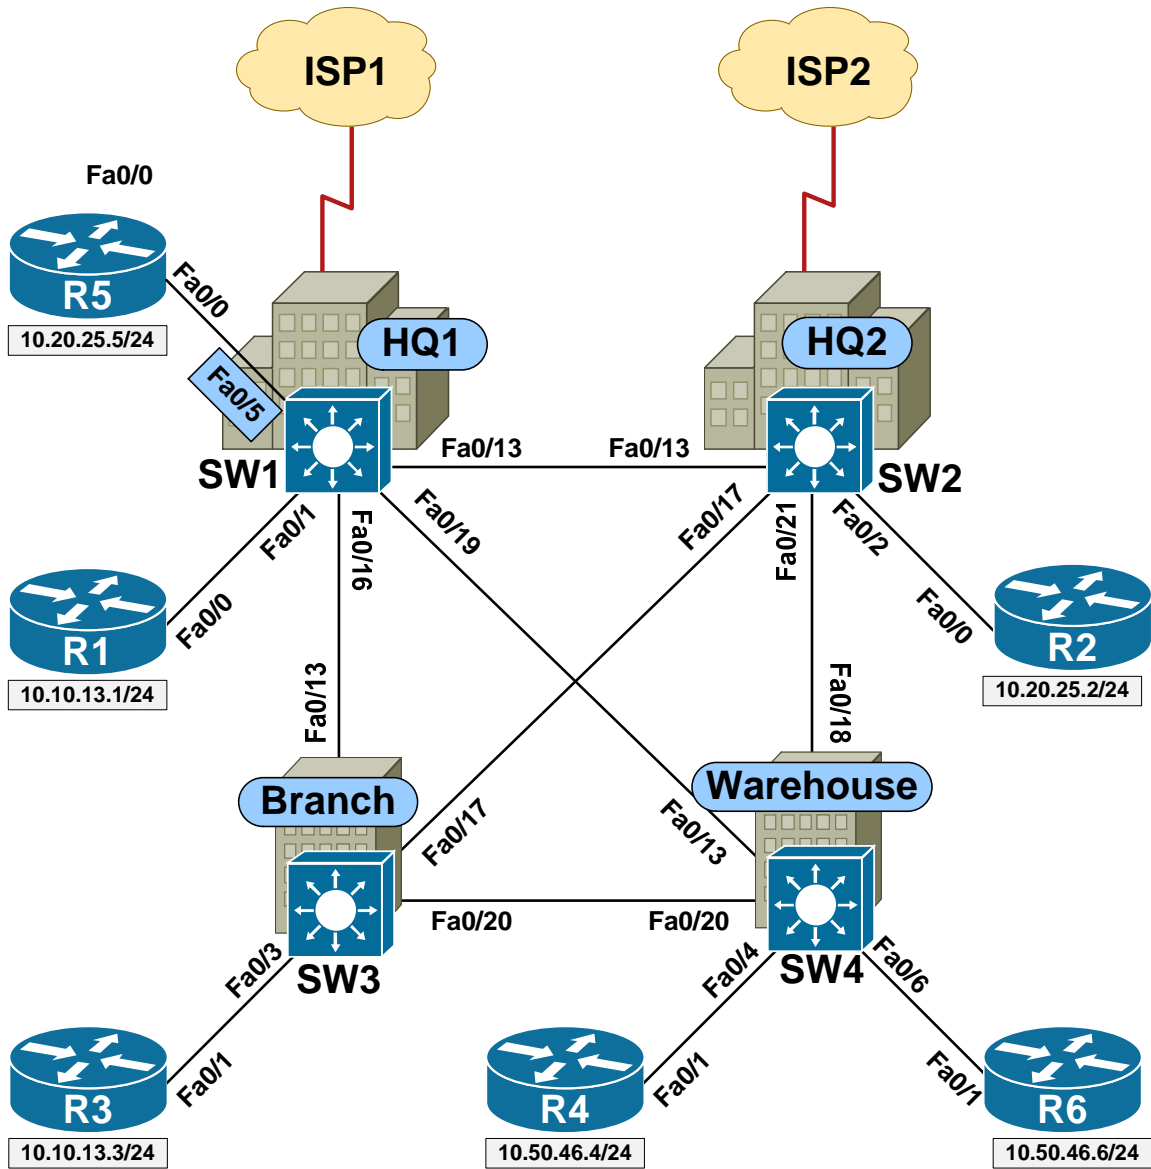 ISP1
ISP2
Fa0/0
R5
Fa0/0
10.20.25.5/24
Fa0/5
HQ1
HQ2
SW1
Fa0/13
Fa0/13
SW2
Fa0/1
Fa0/16
Fa0/19
Fa0/17
Fa0/21
Fa0/2
Fa0/0
R1
10.10.13.1/24
Fa0/0
R2
10.20.25.2/24
Fa0/13
Fa0/18
Branch
Warehouse
Fa0/17
Fa0/13
Fa0/20
Fa0/20
Fa0/3
SW3
Fa0/4
SW4
Fa0/6
Fa0/1
R3
10.10.13.3/24
Fa0/1
R4
10.50.46.4/24
Fa0/1
R6
10.50.46.6/24